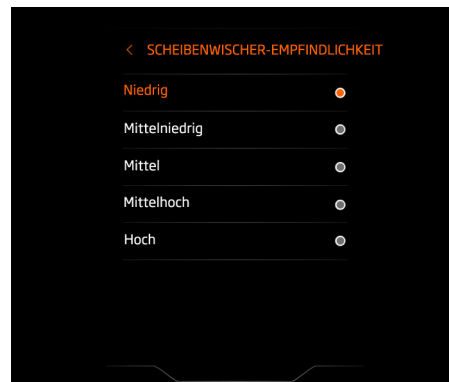 < SCHEIBENWISCHER-EMPFINDLICHKEIT
Niedrig
Mittelniedrig
Mittel
Mittelhoch
Hoch